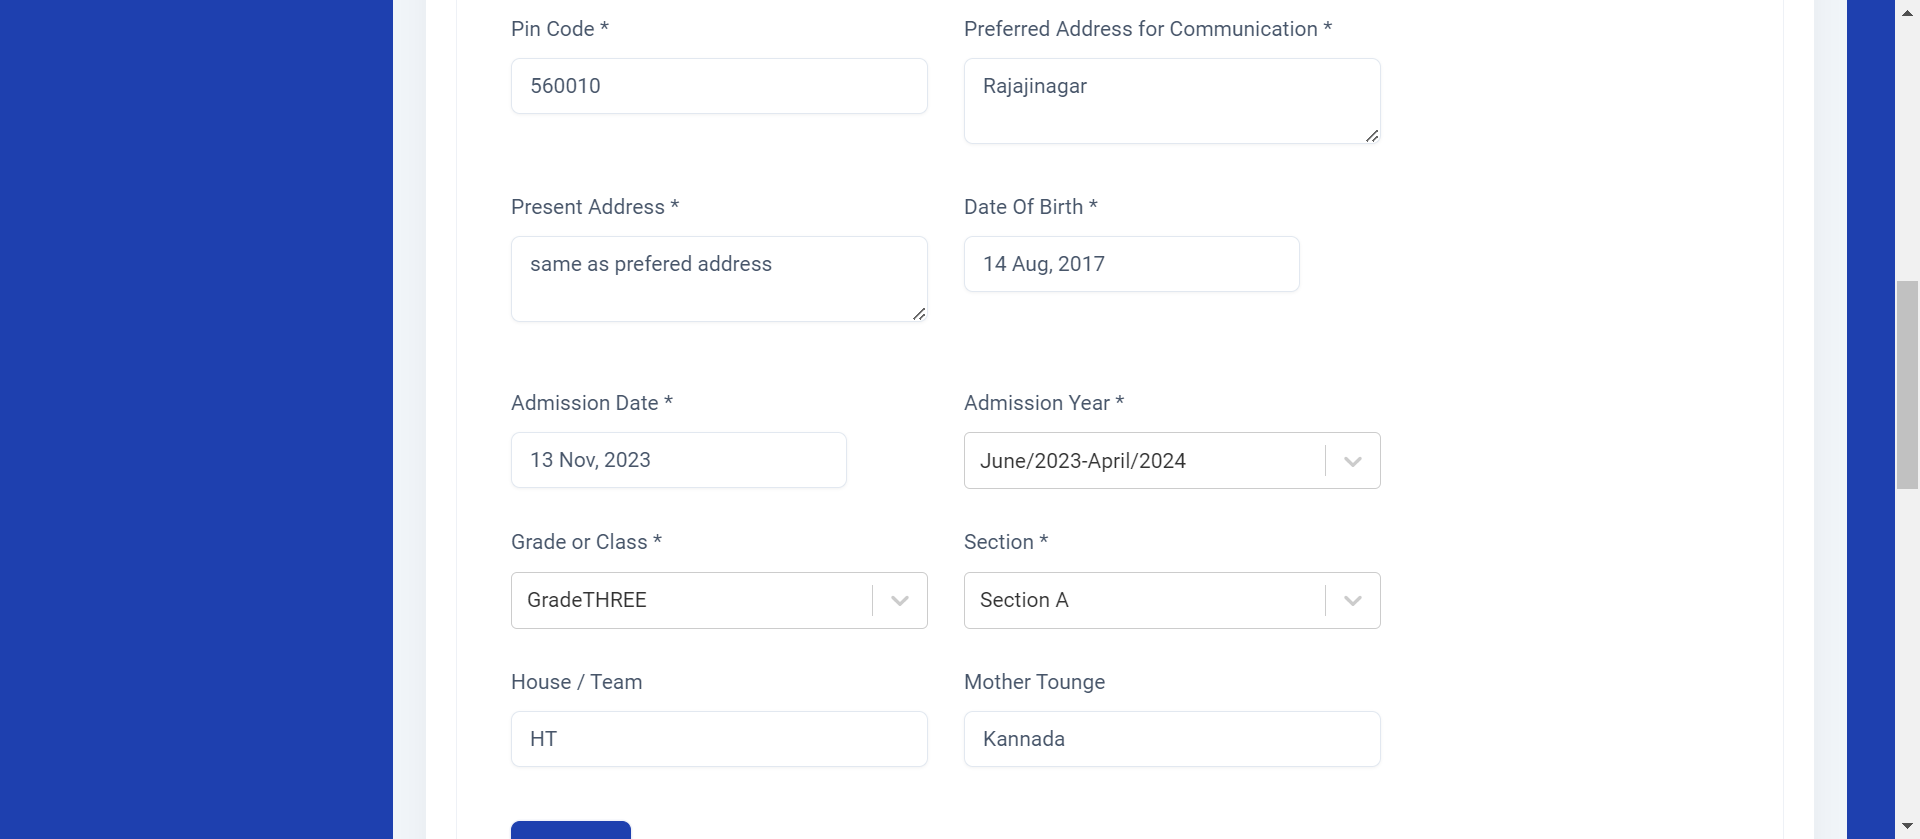 Pin Code *
Preferred Address for Communication *
560010
Rajajinagar
Present Address *
Date Of Birth *
same as prefered address
14 Aug, 2017
Admission Date *
Admission Year *
13 Nov, 2023
June/2023-April/2024
Grade or Class *
Section *
GradeTHREE
Section A
House / Team
Mother Tounge
HT
Kannada